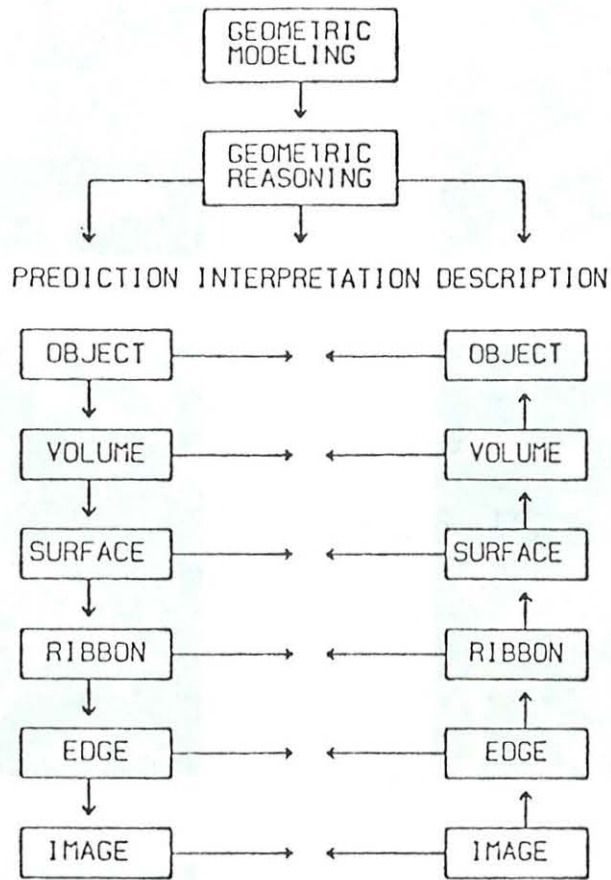 GEOMETRIC
MODELING
GEOMETRIC
REASONING
PREDICTION INTERPRETATION DESCRIPTION
OBJECT OBJECT
VOLUME VOLUME
SURFACE SURFACE
RIBBON RIBBON
EDGE EDGE
IMAGE IMAGE